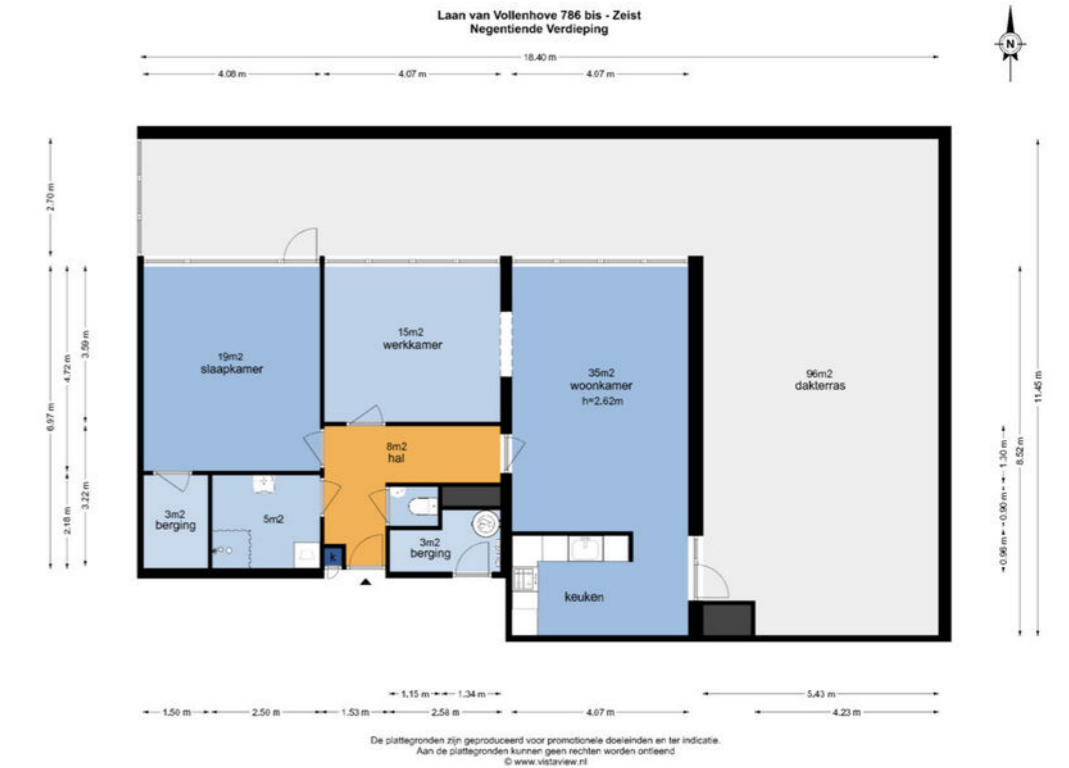 Laan van Vollenhove 786 bis - Zeist
Negentiende Verdieping
N
18.40 m
4.08 m
4.07 m
4.07 m
2.70 m
6.97 m
4.72 m
3.59 m
2.18 m
3.22 m
11.45 m
8.52 m
1.30 m
0.90 m
0.96 m
19m2
slaapkamer
15m2
werkkamer
35m2
woonkamer
h=2.62m
96m2
dakterras
8m2
hal
3m2
berging
5m2
3m2
berging
k
keuken
1.15 m
1.34 m
5.43 m
1.50 m
2.50 m
1.53 m
2.58 m
4.07 m
4.23 m
De plattegronden zijn geproduceerd voor promotionele doeleinden en ter indicatie.
Aan de plattegronden kunnen geen rechten worden ontleend
© www.vistaview.nl